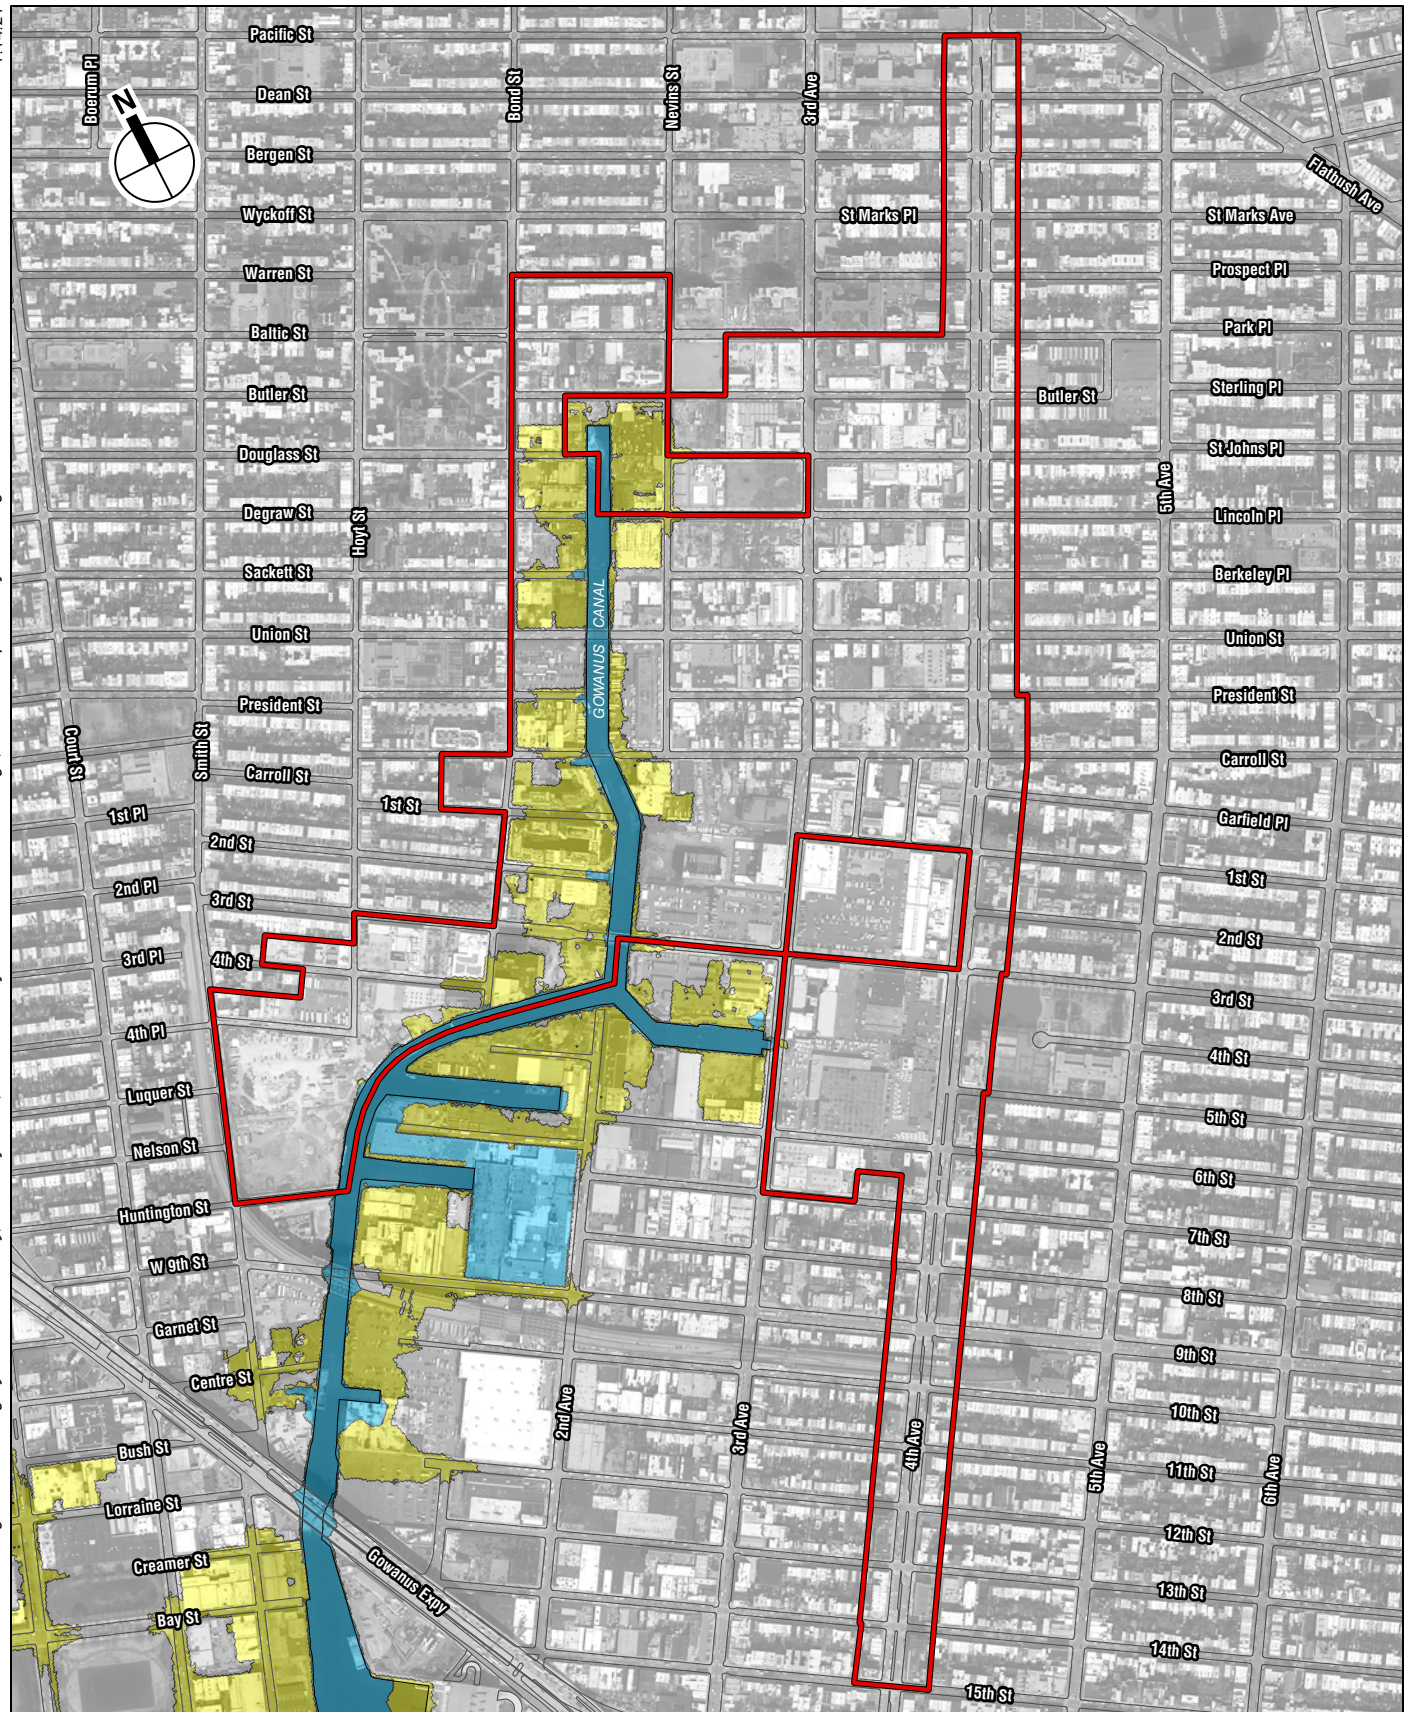 Pacific St
Boerum Pl
Dean St
Bond St
Nevins St
3rd Ave
N
Bergen St
Flatbush Ave
Wyckoff St
St Marks Pl
St Marks Ave
Warren St
Prospect Pl
Baltic St
Park Pl
Butler St
Butler St
Sterling Pl
Douglass St
St Johns Pl
5th Ave
Degraw St
Lincoln Pl
Hoyt St
Sackett St
Berkeley Pl
GOWANUS CANAL
Union St
Union St
President St
President St
Court St
Smith St
Carroll St
Carroll St
1st St
1st Pl
Garfield Pl
2nd St
1st St
2nd Pl
3rd St
2nd St
3rd Pl
4th St
3rd St
4th Pl
4th St
Luquer St
5th St
Nelson St
6th St
Huntington St
7th St
W 9th St
8th St
Garnet St
9th St
Centre St
2nd Ave
3rd Ave
4th Ave
10th St
Bush St
5th Ave
11th St
6th Ave
Lorraine St
12th St
Creamer St
Gowanus Expy
13th St
Bay St
14th St
15th St